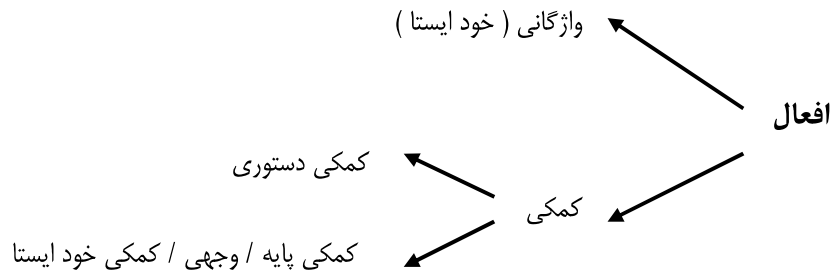 واژگانی ( خود ایستا )
افعال
کمکی دستوری
کمکی
کمکی پایه / وجهی / کمکی خود ایستا